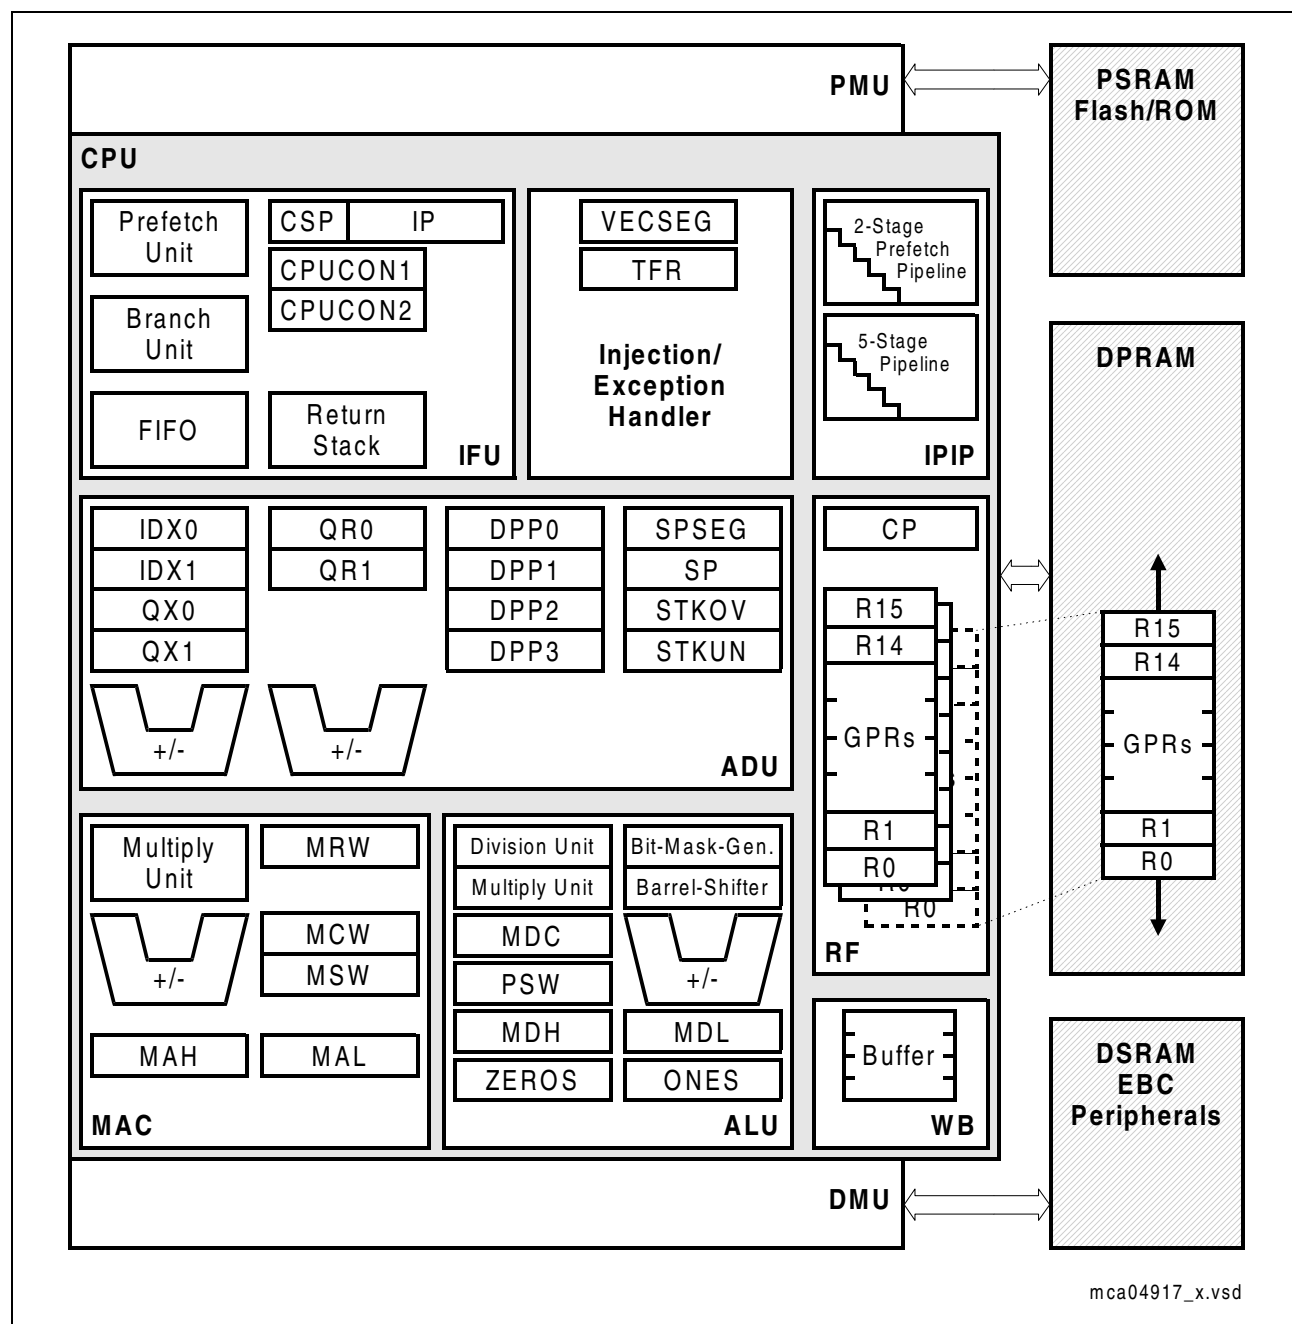 PMU
PSRAM
Flash/ROM
CPU
Prefetch
Unit
CSP
IP
CPUCON1
CPUCON2
Branch
Unit
FIFO
Return
Stack
IFU
VECSEG
TFR
Injection/
Exception
Handler
2-Stage
Prefetch
Pipeline
5-Stage
Pipeline
IPIP
DPRAM
IDX0
IDX1
QX0
QX1
+/-
QR0
QR1
+/-
DPP0
DPP1
DPP2
DPP3
SPSEG
SP
STKOV
STKUN
ADU
CP
R15
R14
GPRs
R1
R0
R0
RF
R15
R14
GPRs
R1
R0
Multiply
Unit
MRW
+/-
MCW
MSW
MAH
MAL
MAC
Division Unit
Bit-Mask-Gen.
Multiply Unit
Barrel-Shifter
MDC
PSW
+/-
MDH
MDL
ZEROS
ONES
ALU
Buffer
WB
DSRAM
EBC
Peripherals
DMU
mca04917_x.vsd